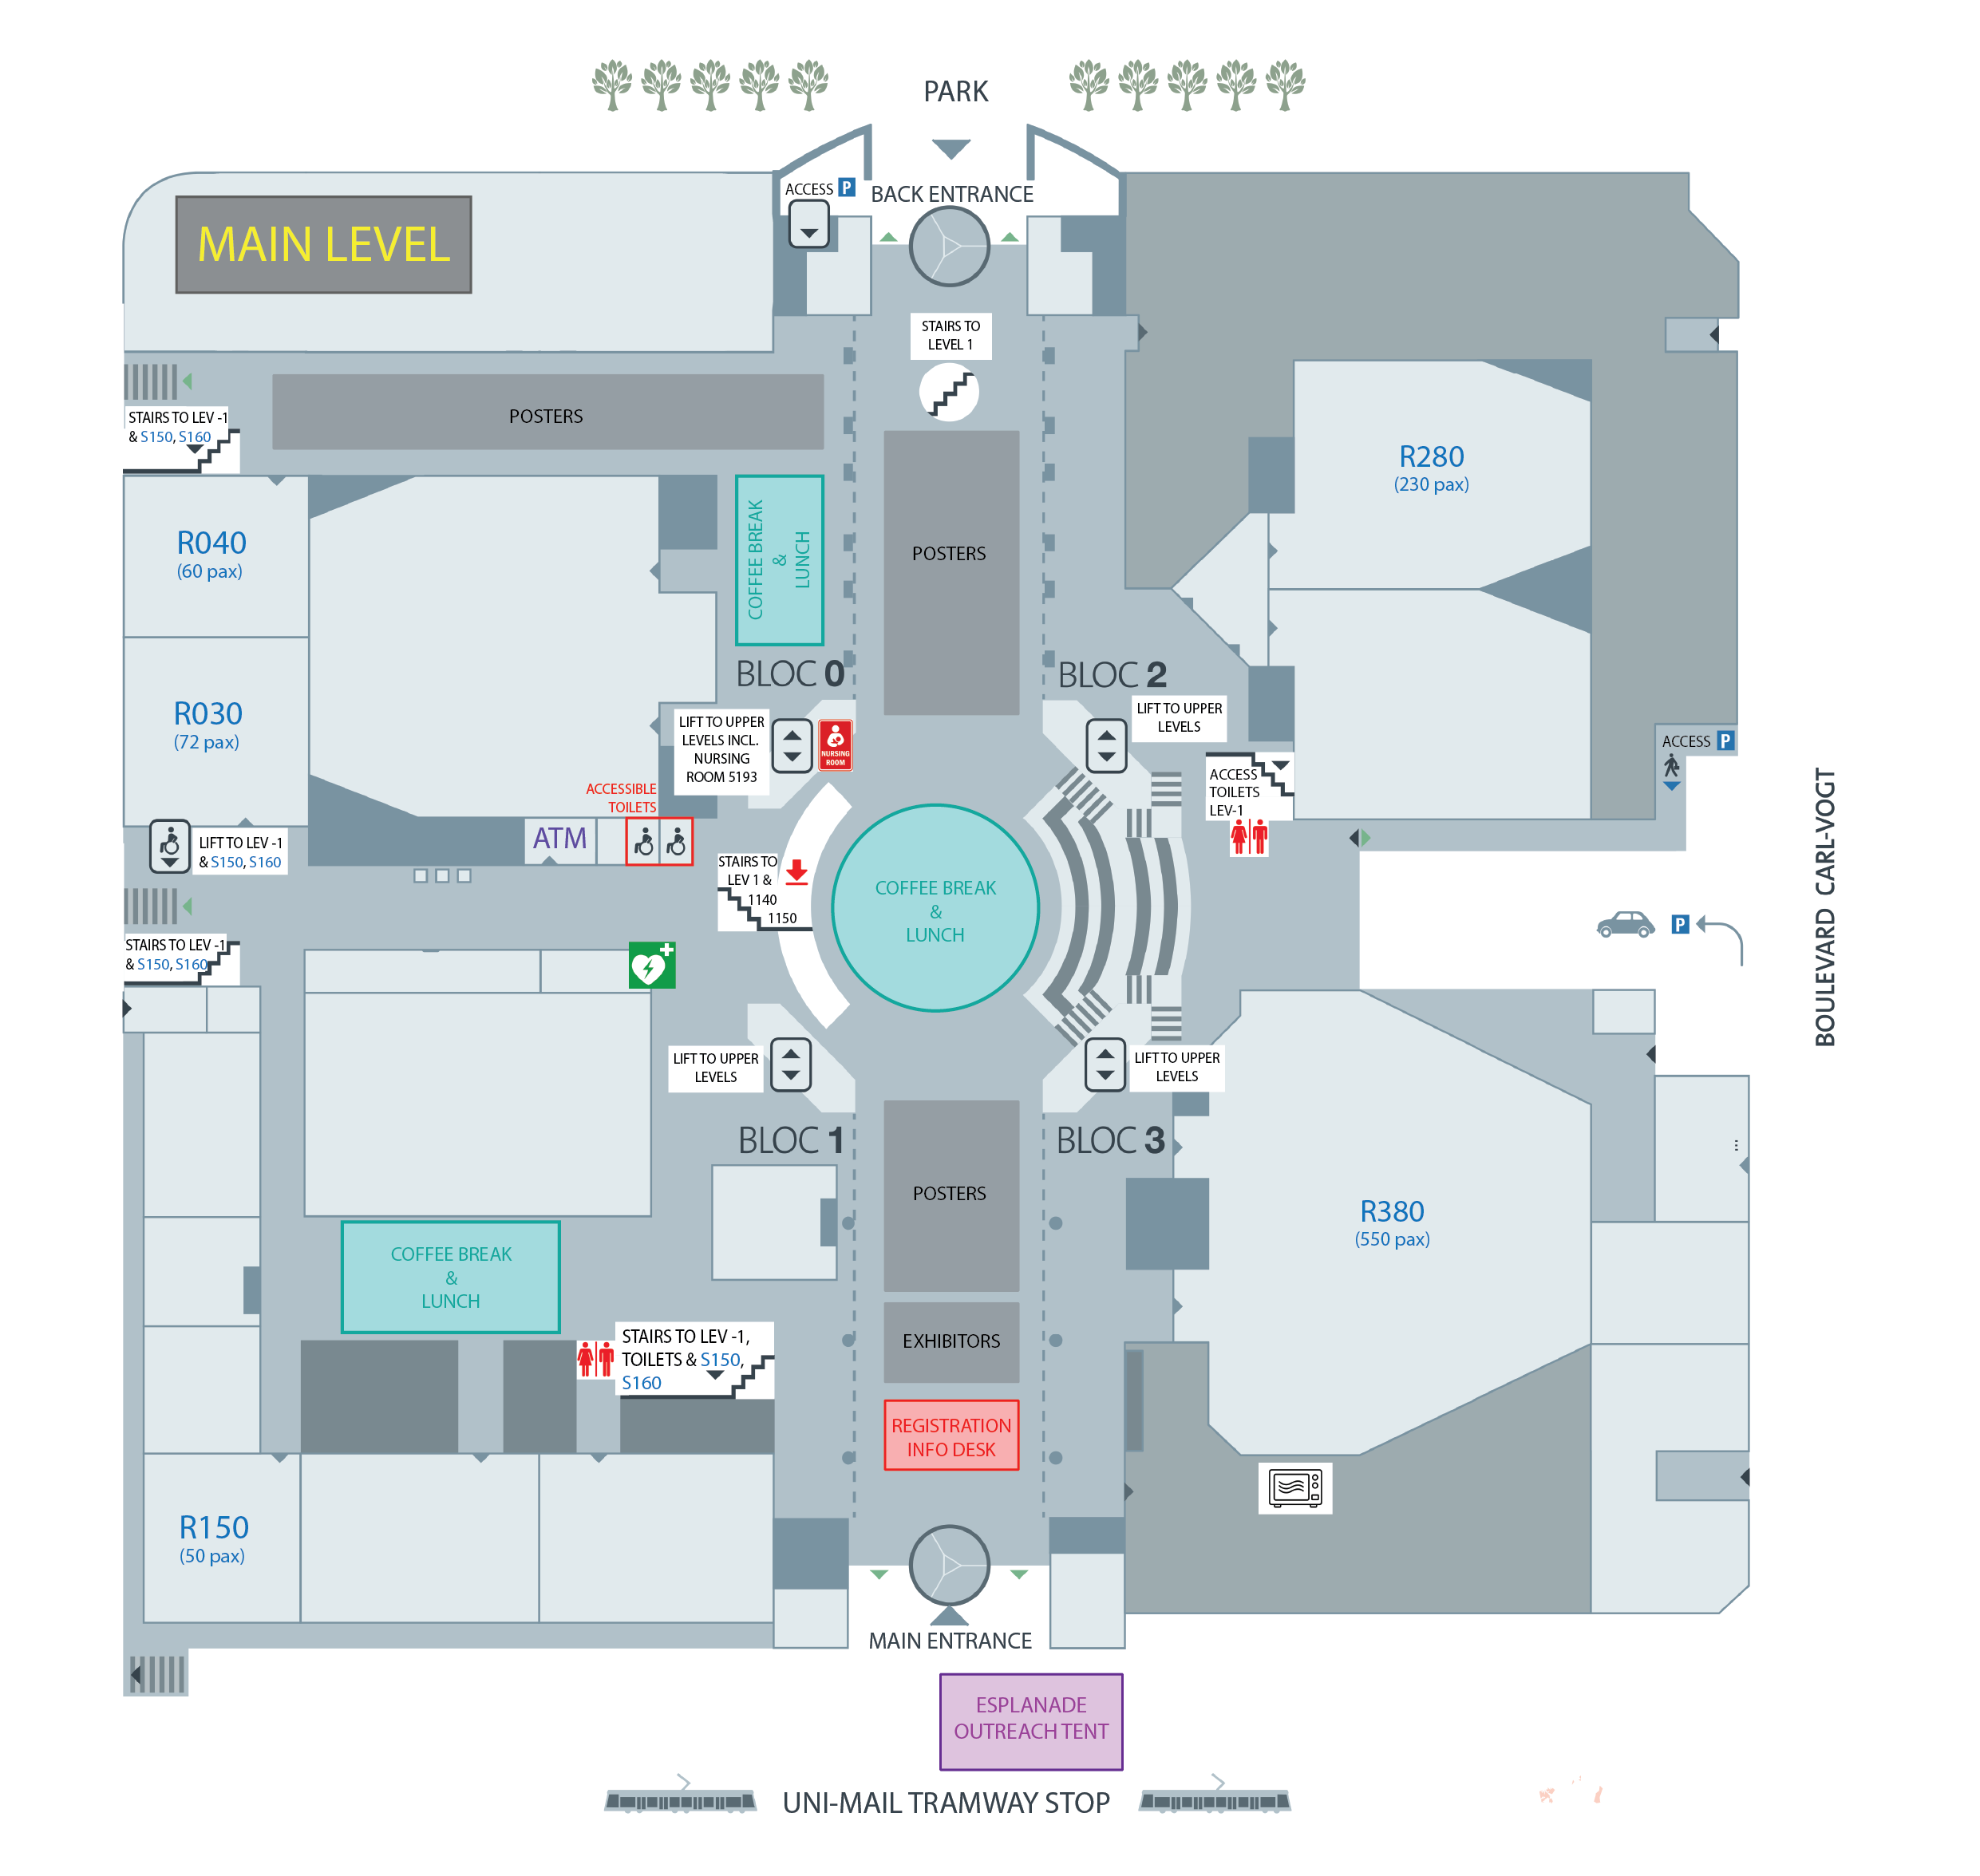 PARK
ACCESS P
BACK ENTRANCE
MAIN LEVEL
STAIRS TO
LEVEL 1
STAIRS TO LEV -1
& S150, S160
POSTERS
R280
(230 pax)
R040
(60 pax)
COFFEE BREAK
&
LUNCH
POSTERS
BLOC 0
BLOC 2
R030
(72 pax)
LIFT TO UPPER
LEVELS INCL.
NURSING
ROOM 5193
NURSING
ROOM
LIFT TO UPPER
LEVELS
ACCESS P
ACCESS
TOILETS
LEV-1
ACCESSIBLE
TOILETS
ATM
LIFT TO LEV -1
& S150, S160
STAIRS TO
LEV 1 &
1140
1150
COFFEE BREAK
&
LUNCH
BOULEVARD CARL-VOGT
P
STAIRS TO LEV -1
& S150, S160
LIFT TO UPPER
LEVELS
LIFT TO UPPER
LEVELS
BLOC 1
BLOC 3
POSTERS
R380
(550 pax)
COFFEE BREAK
&
LUNCH
STAIRS TO LEV -1,
TOILETS & S150,
S160
EXHIBITORS
REGISTRATION
INFO DESK
R150
(50 pax)
MAIN ENTRANCE
ESPLANADE
OUTREACH TENT
UNI-MAIL TRAMWAY STOP